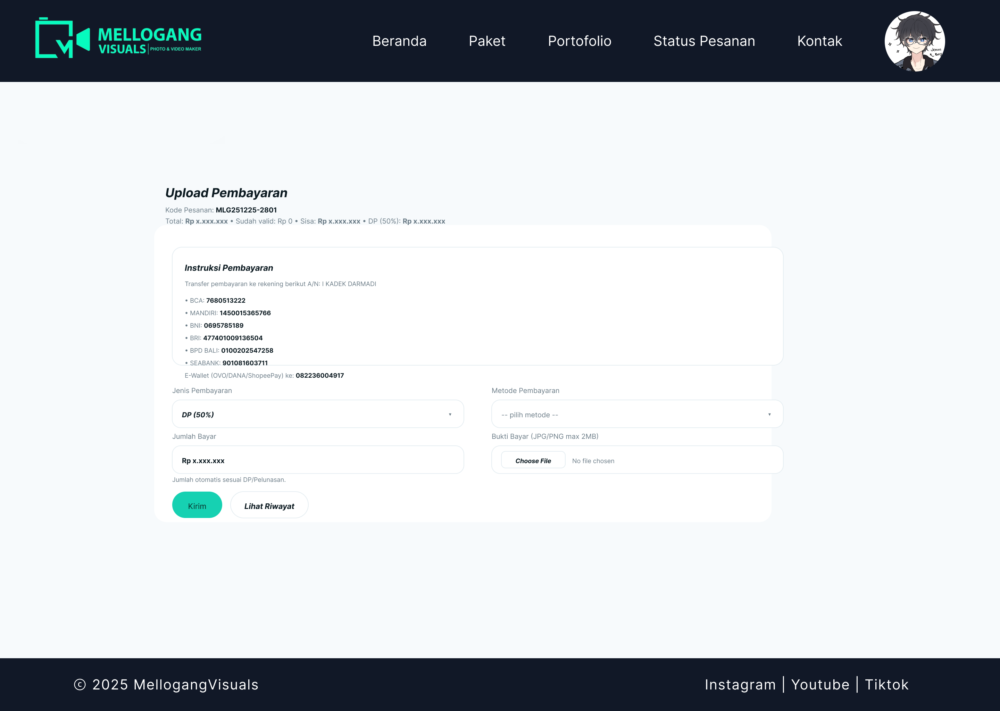 MELLOGANG
VISUALS | PHOTO & VIDEO MAKER
Beranda Paket Portofolio Status Pesanan Kontak
Jenius
Boy
Upload Pembayaran
Kode Pesanan: MLG251225-2801
Total: Rp x.xxx.xxx • Sudah valid: Rp 0 • Sisa: Rp x.xxx.xxx • DP (50%): Rp x.xxx.xxx
Instruksi Pembayaran
Transfer pembayaran ke rekening berikut A/N: I KADEK DARMADI
• BCA: 7680513222
• MANDIRI: 1450015365766
• BNI: 0695785189
• BRI: 477401009136504
• BPD BALI: 0100202547258
• SEABANK: 901081603711
E-Wallet (OVO/DANA/ShopeePay) ke: 082236004917
Jenis Pembayaran
DP (50%)
Metode Pembayaran
-- pilih metode --
Jumlah Bayar
Rp x.xxx.xxx
Bukti Bayar (JPG/PNG max 2MB)
Choose File No file chosen
Jumlah otomatis sesuai DP/Pelunasan.
Kirim Lihat Riwayat
© 2025 MellogangVisuals
Instagram | Youtube | Tiktok